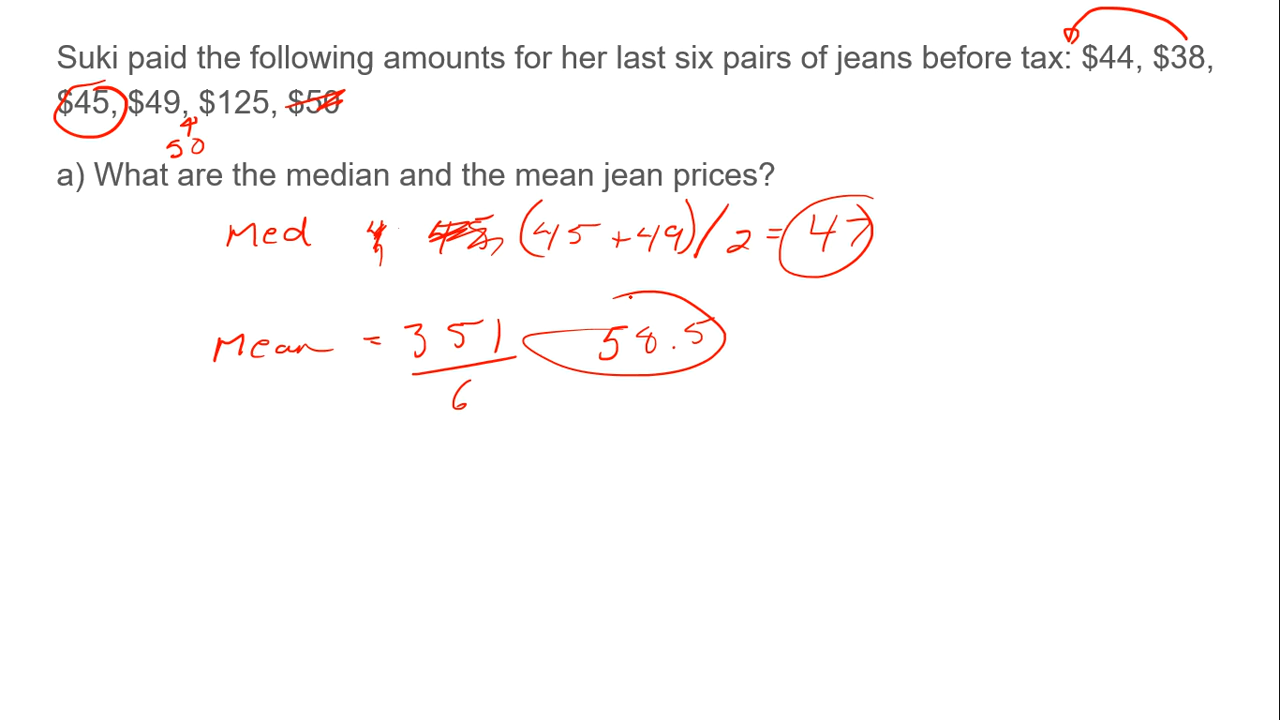 Suki paid the following amounts for her last six pairs of jeans before tax: $44, $38,
$45, $49, $125, $50
50
a) What are the median and the mean jean prices?
Med (45+49)/2=47
Mean = 351 58.5
6